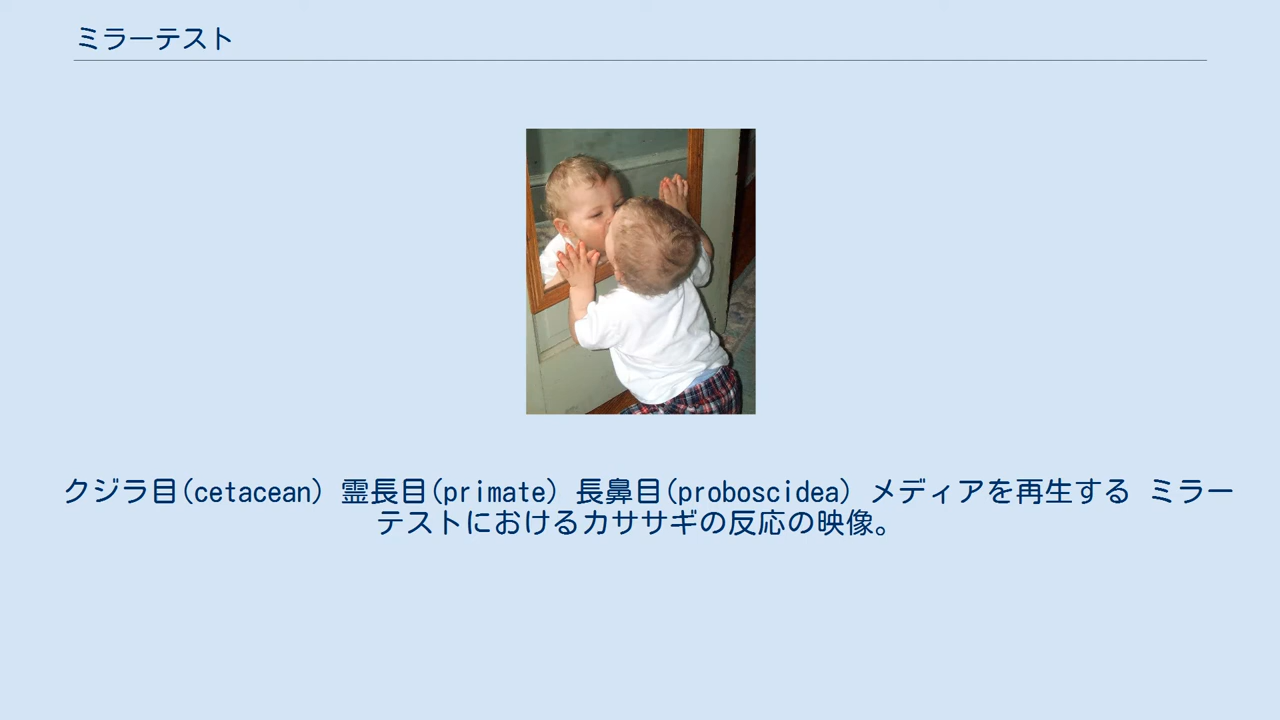 ミラーテスト
クジラ目(cetacean) 霊長目(primate) 長鼻目(proboscidea) メディアを再生する ミラー
テストにおけるカササギの反応の映像。